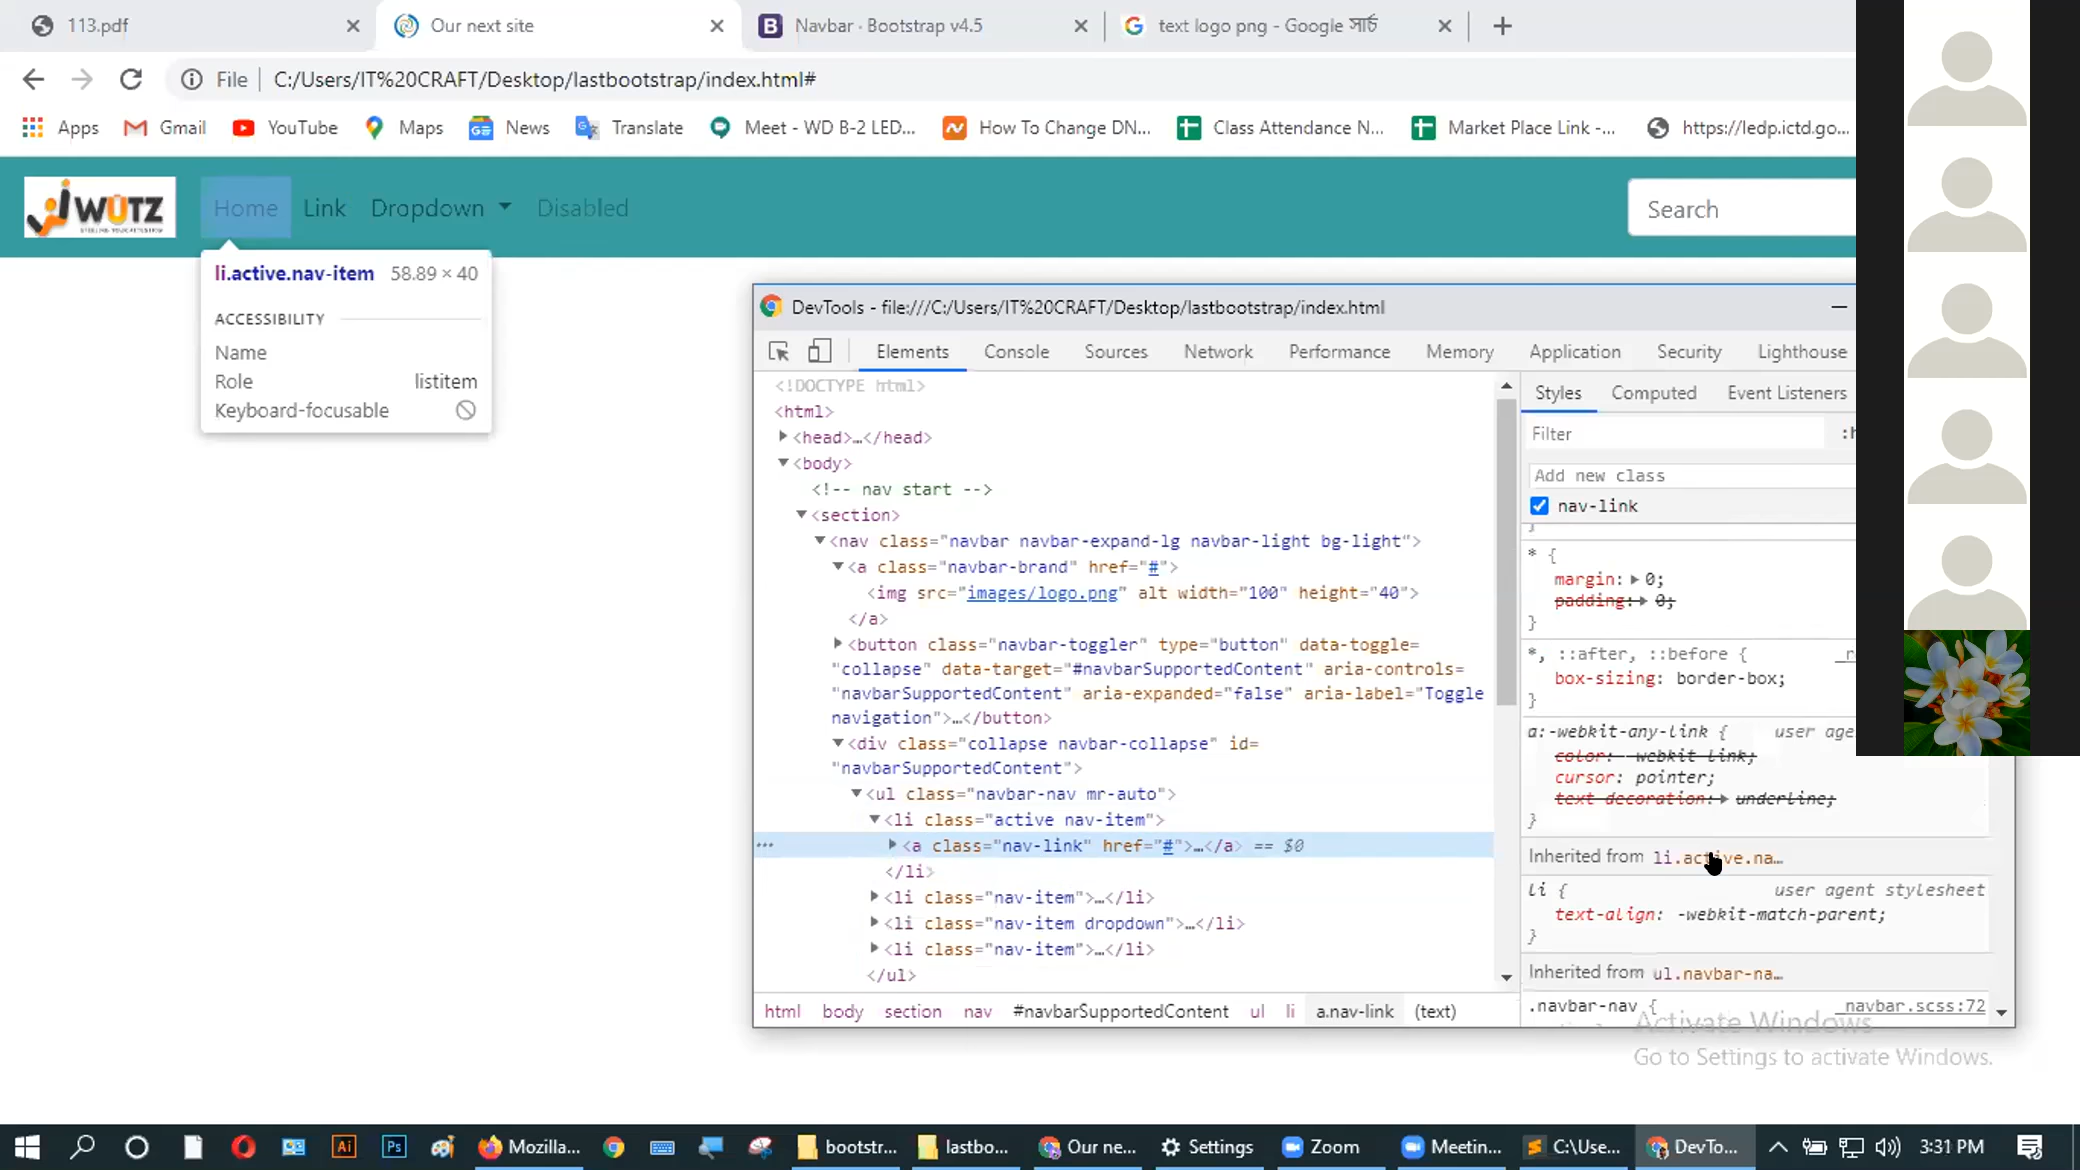 113.pdf
Our next site
Navbar · Bootstrap v4.5
text logo png - Google সার্চ
File
C:/Users/IT%20CRAFT/Desktop/lastbootstrap/index.html#
Apps
Gmail
YouTube
Maps
News
Translate
Meet - WD B-2 LED...
How To Change DN...
Class Attendance N...
Market Place Link -...
https://ledp.ictd.go...
WUTZ
Home
Link
Dropdown
Disabled
Search
li.active.nav-item 58.89 × 40
ACCESSIBILITY
Name
Role listitem
Keyboard-focusable
DevTools - file:///C:/Users/IT%20CRAFT/Desktop/lastbootstrap/index.html
Elements
Console
Sources
Network
Performance
Memory
Application
Security
Lighthouse
<!DOCTYPE html>
<html>
<head>…</head>
<body>
<!-- nav start -->
<section>
<nav class="navbar navbar-expand-lg navbar-light bg-light">
<a class="navbar-brand" href="#">
<img src="images/logo.png" alt width="100" height="40">
</a>
<button class="navbar-toggler" type="button" data-toggle=
"collapse" data-target="#navbarSupportedContent" aria-controls=
"navbarSupportedContent" aria-expanded="false" aria-label="Toggle
navigation">…</button>
<div class="collapse navbar-collapse" id=
"navbarSupportedContent">
<ul class="navbar-nav mr-auto">
<li class="active nav-item">
<a class="nav-link" href="#">…</a> == $0
</li>
<li class="nav-item">…</li>
<li class="nav-item dropdown">…</li>
<li class="nav-item">…</li>
</ul>
html
body
section
nav
#navbarSupportedContent
ul
li
a.nav-link
(text)
Styles
Computed
Event Listeners
Filter
:h
Add new class
nav-link
}
* {
margin: 0;
padding: 0;
}
*, ::after, ::before { _r
box-sizing: border-box;
}
a:-webkit-any-link { user age
color: -webkit-link;
cursor: pointer;
text-decoration: underline;
}
Inherited from li.active.na…
li { user agent stylesheet
text-align: -webkit-match-parent;
}
Inherited from ul.navbar-na…
.navbar-nav { _navbar.scss:72
Activate Windows
Go to Settings to activate Windows.
Ai
Ps
Mozilla...
bootstr...
lastbo...
Our ne...
Settings
Zoom
Meetin...
C:\Use...
DevTo...
3:31 PM